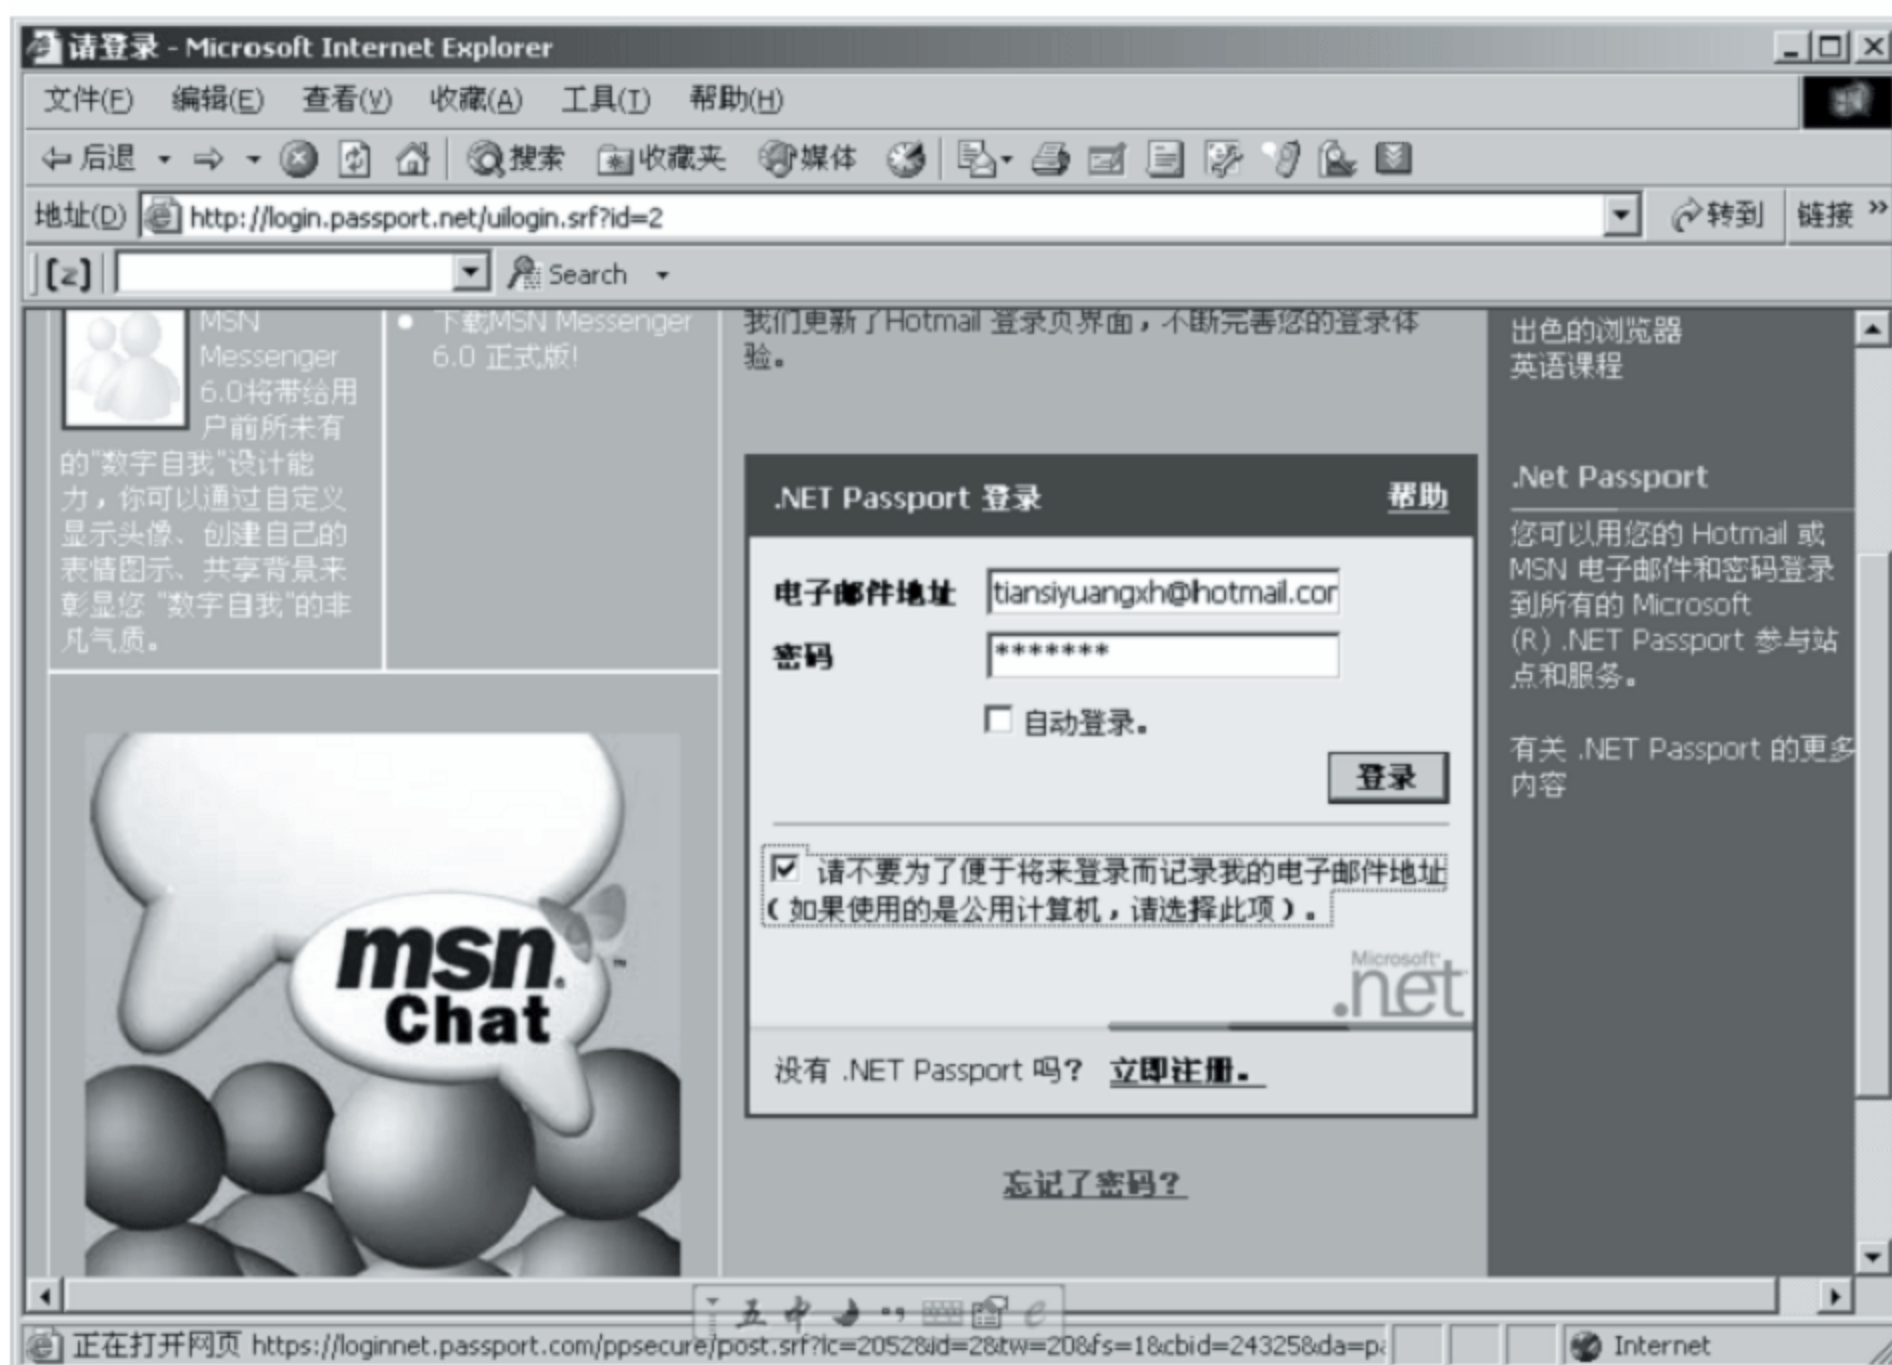 请登录 - Microsoft Internet Explorer
文件(F) 编辑(E) 查看(V) 收藏(A) 工具(T) 帮助(H)
后退 搜索 收藏夹 媒体
地址(D) http://login.passport.net/uilogin.srf?id=2 转到 链接 »
[z] Search
MSN
Messenger
6.0将带给用
户前所未有
的"数字自我"设计能
力，你可以通过自定义
显示头像、创建自己的
表情图示、共享背景来
彰显您 "数字自我"的非
凡气质。
• 下载MSN Messenger
6.0 正式版!
msn
Chat
我们更新了Hotmail 登录页界面，不断完善您的登录体
验。
.NET Passport 登录 帮助
电子邮件地址 tiansiyuangxh@hotmail.com
密码 *******
自动登录。
登录
请不要为了便于将来登录而记录我的电子邮件地址
（如果使用的是公用计算机，请选择此项）。
Microsoft
.net
没有 .NET Passport 吗？ 立即注册。
忘记了密码？
出色的浏览器
英语课程
.Net Passport
您可以用您的 Hotmail 或
MSN 电子邮件和密码登录
到所有的 Microsoft
(R) .NET Passport 参与站
点和服务。
有关 .NET Passport 的更多
内容
五 中
正在打开网页 https://loginnet.passport.com/ppsecure/post.srf?lc=2052&id=2&tw=20&fs=1&cbid=24325&da=pa Internet